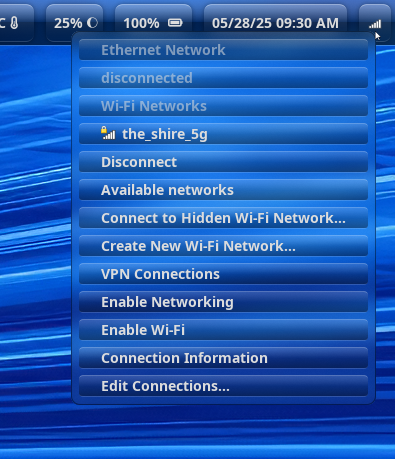 C
25%
100%
05/28/25 09:30 AM
Ethernet Network
disconnected
Wi-Fi Networks
the_shire_5g
Disconnect
Available networks
Connect to Hidden Wi-Fi Network...
Create New Wi-Fi Network...
VPN Connections
Enable Networking
Enable Wi-Fi
Connection Information
Edit Connections...